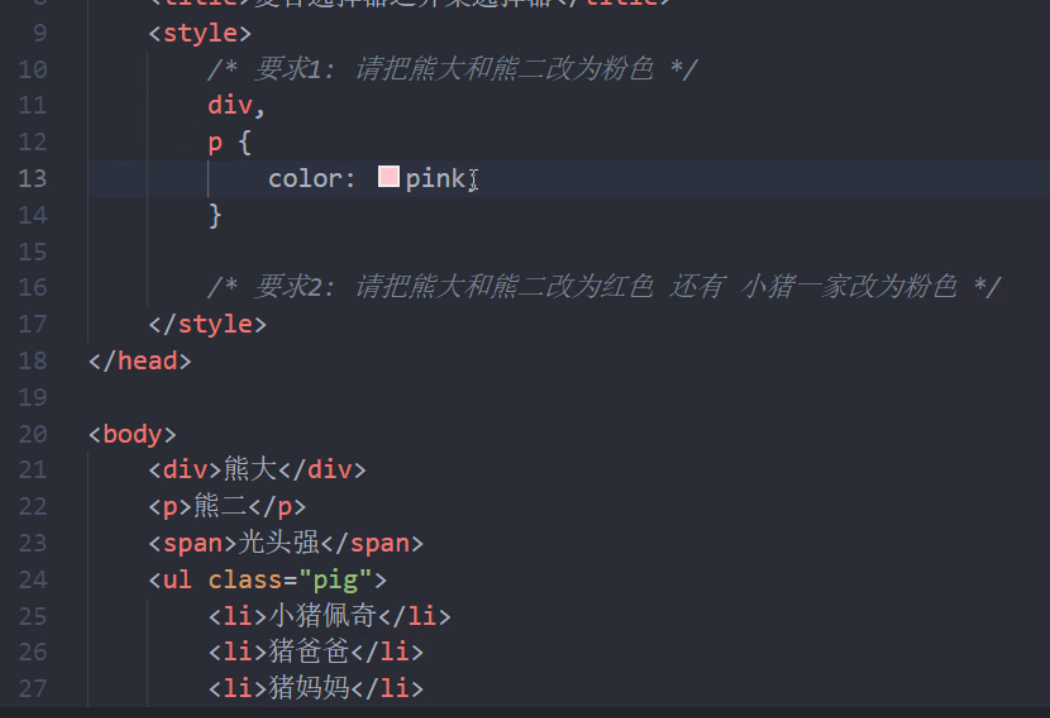 9 <style>
10 /* 要求1: 请把熊大和熊二改为粉色 */
11 div,
12 p {
13 color: pink;
14 }
15
16 /* 要求2: 请把熊大和熊二改为红色 还有 小猪一家改为粉色 */
17 </style>
18 </head>
19
20 <body>
21 <div>熊大</div>
22 <p>熊二</p>
23 <span>光头强</span>
24 <ul class="pig">
25 <li>小猪佩奇</li>
26 <li>猪爸爸</li>
27 <li>猪妈妈</li>